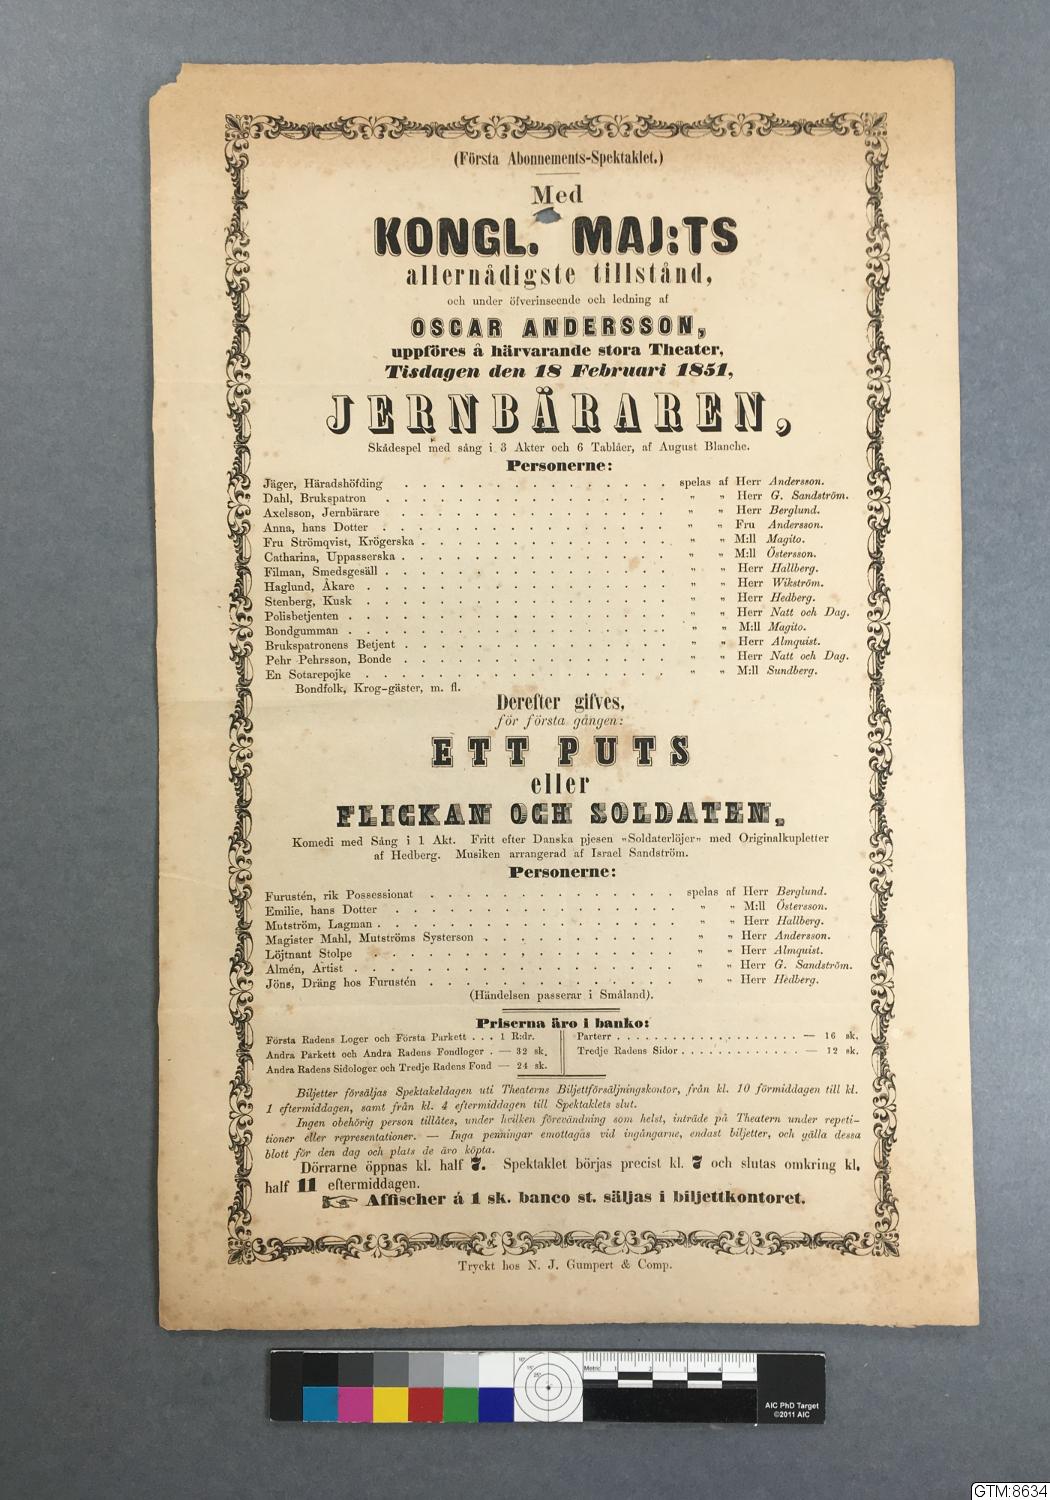 (Första Abonnements-Spektaklet.)
Med
KONGL. MAJ:TS
allernådigste tillstånd,
och under öfverinseende och ledning af
OSCAR ANDERSSON,
uppföres å härvarande stora Theater,
Tisdagen den 18 Februari 1851,
JERNBÄRAREN,
Skådespel med sång i 3 Akter och 6 Tablåer, af August Blanche.
Personerne:
Jäger, Häradshöfding . . . . . . . . . . . . . . . spelas af Herr Andersson.
Dahl, Brukspatron . . . . . . . . . . . . . . . „ „ Herr G. Sandström.
Axelsson, Jernbärare . . . . . . . . . . . . . . . „ „ Herr Berglund.
Anna, hans Dotter . . . . . . . . . . . . . . . „ „ Fru Andersson.
Fru Strömqvist, Krögerska . . . . . . . . . . . . . . „ „ M:ll Magito.
Catharina, Uppasserska . . . . . . . . . . . . . . . „ „ M:ll Östersson.
Filman, Smedsgesäll . . . . . . . . . . . . . . . „ „ Herr Hallberg.
Haglund, Åkare . . . . . . . . . . . . . . . . „ „ Herr Wikström.
Stenberg, Kusk . . . . . . . . . . . . . . . . „ „ Herr Hedberg.
Polisbetjenten . . . . . . . . . . . . . . . . . „ „ Herr Natt och Dag.
Bondgumman . . . . . . . . . . . . . . . . . „ „ M:ll Magito.
Brukspatronens Betjent . . . . . . . . . . . . . . . „ „ Herr Almquist.
Pehr Pehrsson, Bonde . . . . . . . . . . . . . . . „ „ Herr Natt och Dag.
En Sotarepojke . . . . . . . . . . . . . . . . „ „ M:ll Sundberg.
Bondfolk, Krog-gäster, m. fl.
Derefter gifves,
för första gången:
ETT PUTS
eller
FLICKAN OCH SOLDATEN.
Komedi med Sång i 1 Akt. Fritt efter Danska pjesen „Soldaterlöjer„ med Originalkupletter
af Hedberg. Musiken arrangerad af Israel Sandström.
Personerne:
Furustén, rik Possessionat . . . . . . . . . . . . . . spelas af Herr Berglund.
Emilie, hans Dotter . . . . . . . . . . . . . . . . „ „ M:ll Östersson.
Mutström, Lagman . . . . . . . . . . . . . . . . . „ „ Herr Hallberg.
Magister Mahl, Mutströms Systerson . . . . . . . . . . . „ „ Herr Andersson.
Löjtnant Stolpe . . . . . . . . . . . . . . . . . „ „ Herr Almquist.
Almén, Artist . . . . . . . . . . . . . . . . . . „ „ Herr G. Sandström.
Jöns, Dräng hos Furustén . . . . . . . . . . . . . . „ „ Herr Hedberg.
(Händelsen passerar i Småland).
Priserna äro i banko:
Första Radens Loger och Första Parkett . . . 1 R:dr.
Andra Parkett och Andra Radens Fondloger . — 32 sk.
Andra Radens Sidologer och Tredje Radens Fond — 24 sk.
Parterr . . . . . . . . . . . . . . . . . . . — 16 sk.
Tredje Radens Sidor . . . . . . . . . . . . . — 12 sk.
Biljetter försäljas Spektakeldagen uti Theaterns Biljettförsäljningskontor, från kl. 10 förmiddagen till kl.
1 eftermiddagen, samt från kl. 4 eftermiddagen till Spektaklets slut.
Ingen obehörig person tillåtes, under hvilken förevändning som helst, inträde på Theatern under repeti-
tioner eller representationer. — Inga penningar emottagas vid ingångarne, endast biljetter, och gälla dessa
blott för den dag och plats de äro köpta.
Dörrarne öppnas kl. half 7. Spektaklet börjas precist kl. 7 och slutas omkring kl.
half 11 eftermiddagen.
Affischer á 1 sk. banco st. säljas i biljettkontoret.
Tryckt hos N. J. Gumpert & Comp.
10°
15°
25°
Metric 1 2 3 4 5
AIC PhD Target
©2011 AIC
GTM:8634